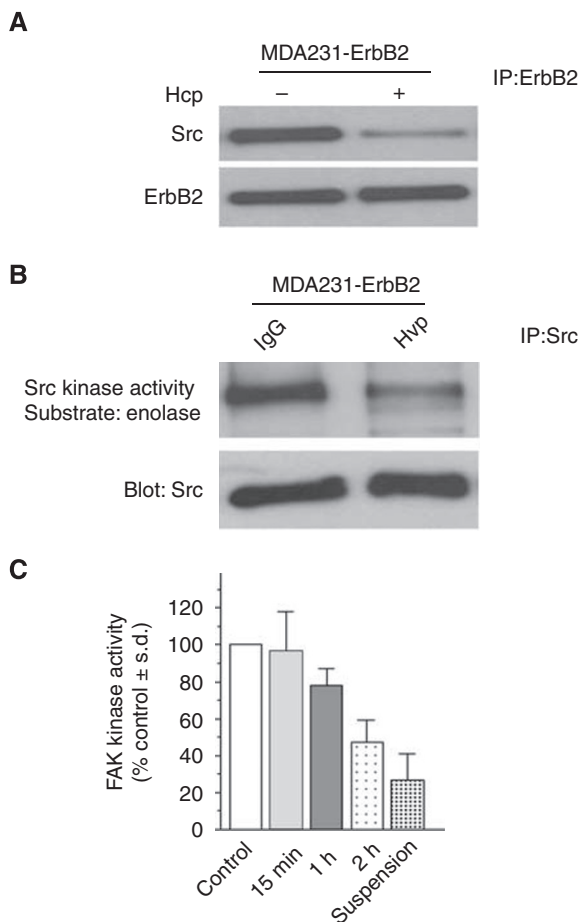 A
MDA231-ErbB2
IP:ErbB2
Hcp – +
Src
ErbB2
B
MDA231-ErbB2
IgG Hvp
IP:Src
Src kinase activity
Substrate: enolase
Blot: Src
C
FAK kinase activity
(% control ± s.d.)
120
100
80
60
40
20
0
Control 15 min 1 h 2 h Suspension